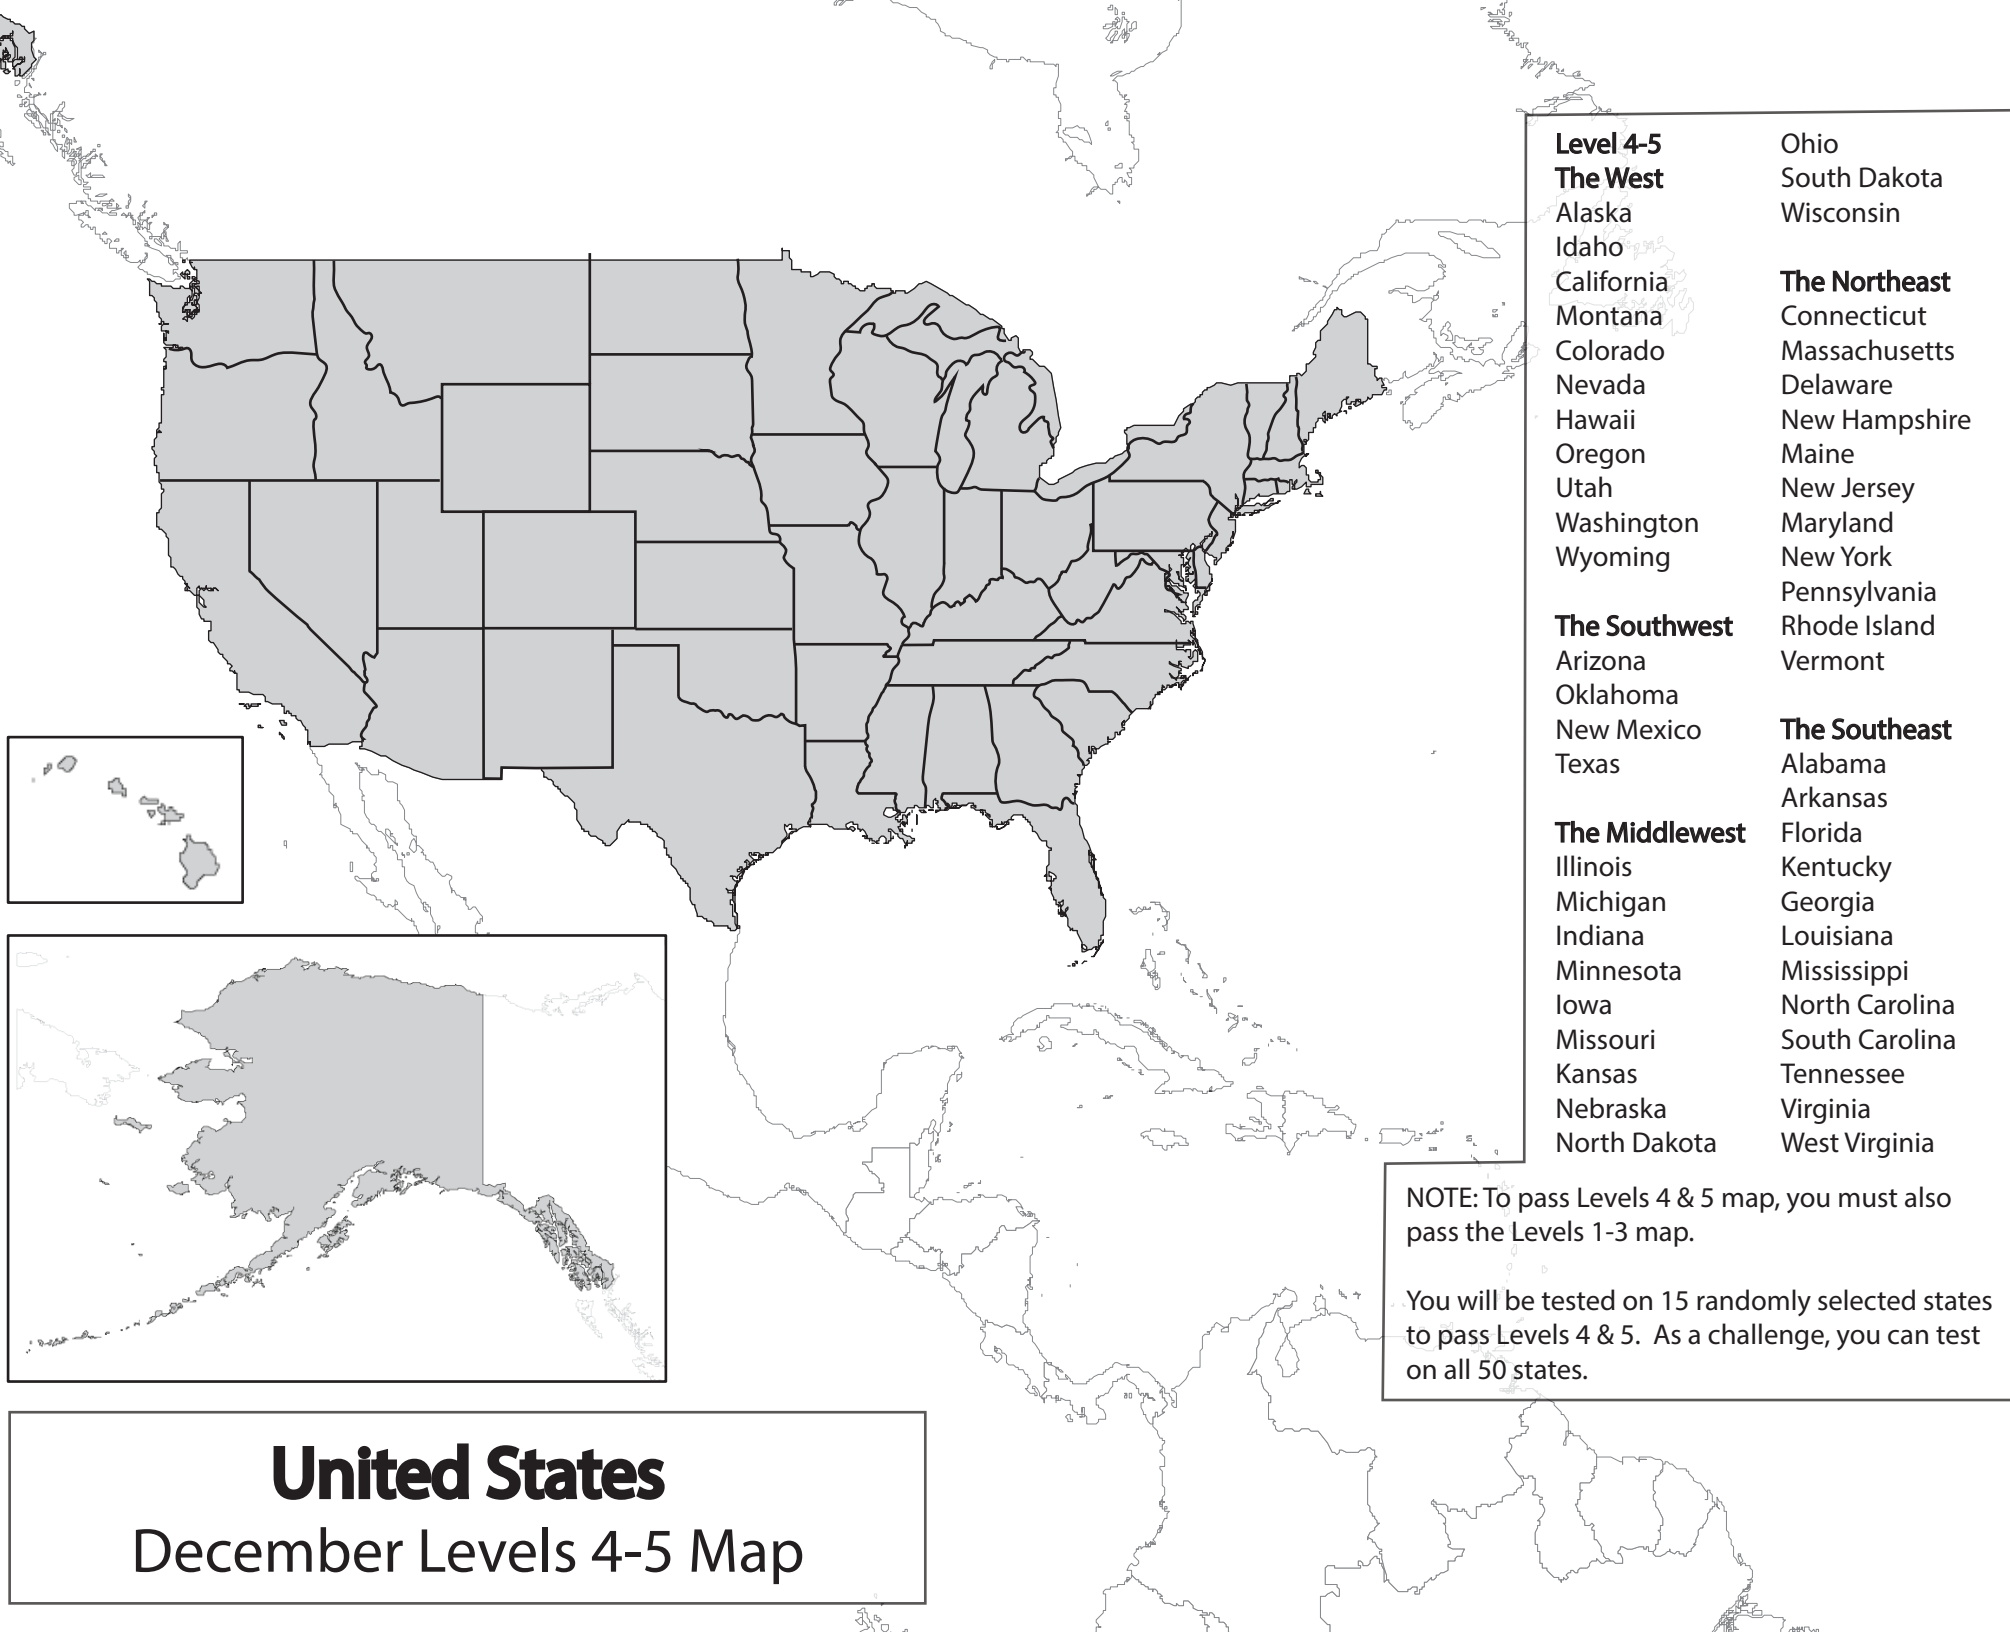 Level 4-5
The West
Alaska
Idaho
California
Montana
Colorado
Nevada
Hawaii
Oregon
Utah
Washington
Wyoming
The Southwest
Arizona
Oklahoma
New Mexico
Texas
The Middlewest
Illinois
Michigan
Indiana
Minnesota
Iowa
Missouri
Kansas
Nebraska
North Dakota
Ohio
South Dakota
Wisconsin
The Northeast
Connecticut
Massachusetts
Delaware
New Hampshire
Maine
New Jersey
Maryland
New York
Pennsylvania
Rhode Island
Vermont
The Southeast
Alabama
Arkansas
Florida
Kentucky
Georgia
Louisiana
Mississippi
North Carolina
South Carolina
Tennessee
Virginia
West Virginia
NOTE: To pass Levels 4 & 5 map, you must also
pass the Levels 1-3 map.
You will be tested on 15 randomly selected states
to pass Levels 4 & 5.  As a challenge, you can test
on all 50 states.
United States
December Levels 4-5 Map